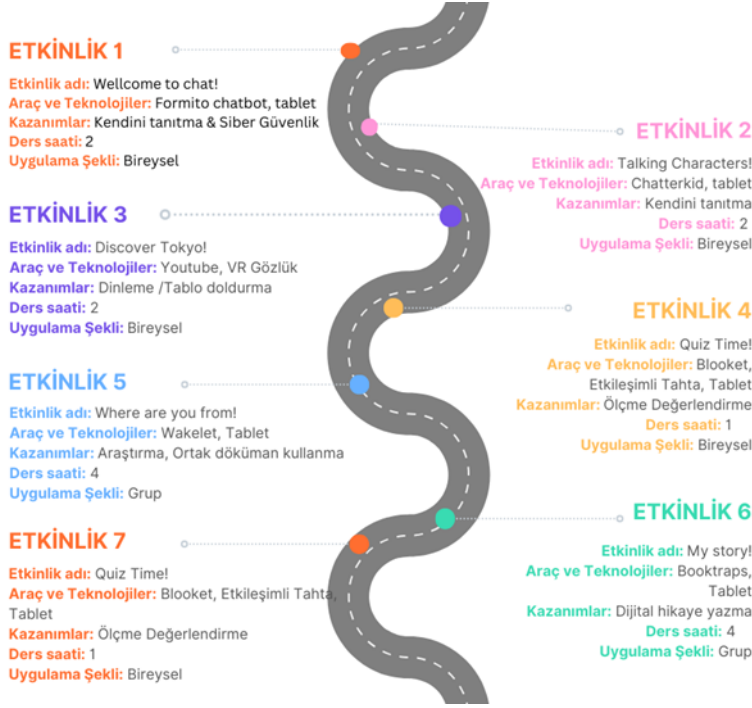 ETKİNLİK 1
Etkinlik adı: Wellcome to chat!
Araç ve Teknolojiler: Formito chatbot, tablet
Kazanımlar: Kendini tanıtma & Siber Güvenlik
Ders saati: 2
Uygulama Şekli: Bireysel
ETKİNLİK 2
Etkinlik adı: Talking Characters!
Araç ve Teknolojiler: Chatterkid, tablet
Kazanımlar: Kendini tanıtma
Ders saati: 2
Uygulama Şekli: Bireysel
ETKİNLİK 3
Etkinlik adı: Discover Tokyo!
Araç ve Teknolojiler: Youtube, VR Gözlük
Kazanımlar: Dinleme /Tablo doldurma
Ders saati: 2
Uygulama Şekli: Bireysel
ETKİNLİK 4
Etkinlik adı: Quiz Time!
Araç ve Teknolojiler: Blooket,
Etkileşimli Tahta, Tablet
Kazanımlar: Ölçme Değerlendirme
Ders saati: 1
Uygulama Şekli: Bireysel
ETKİNLİK 5
Etkinlik adı: Where are you from!
Araç ve Teknolojiler: Wakelet, Tablet
Kazanımlar: Araştırma, Ortak döküman kullanma
Ders saati: 4
Uygulama Şekli: Grup
ETKİNLİK 6
Etkinlik adı: My story!
Araç ve Teknolojiler: Booktraps,
Tablet
Kazanımlar: Dijital hikaye yazma
Ders saati: 4
Uygulama Şekli: Grup
ETKİNLİK 7
Etkinlik adı: Quiz Time!
Araç ve Teknolojiler: Blooket, Etkileşimli Tahta,
Tablet
Kazanımlar: Ölçme Değerlendirme
Ders saati: 1
Uygulama Şekli: Bireysel